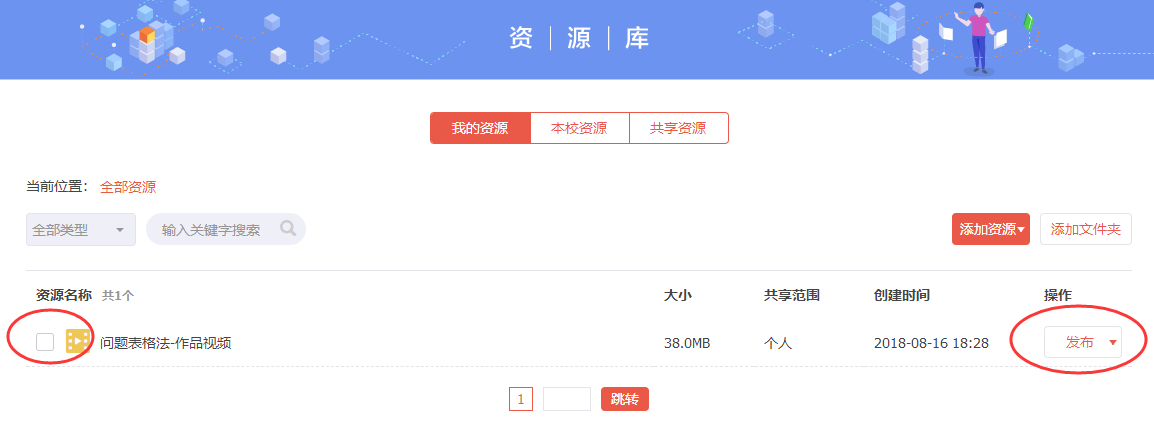 资 | 源 | 库
我的资源 本校资源 共享资源
当前位置： 全部资源
全部类型 输入关键字搜索 添加资源 添加文件夹
资源名称 共1个 大小 共享范围 创建时间 操作
问题表格法-作品视频 38.0MB 个人 2018-08-16 18:28 发布
1 跳转